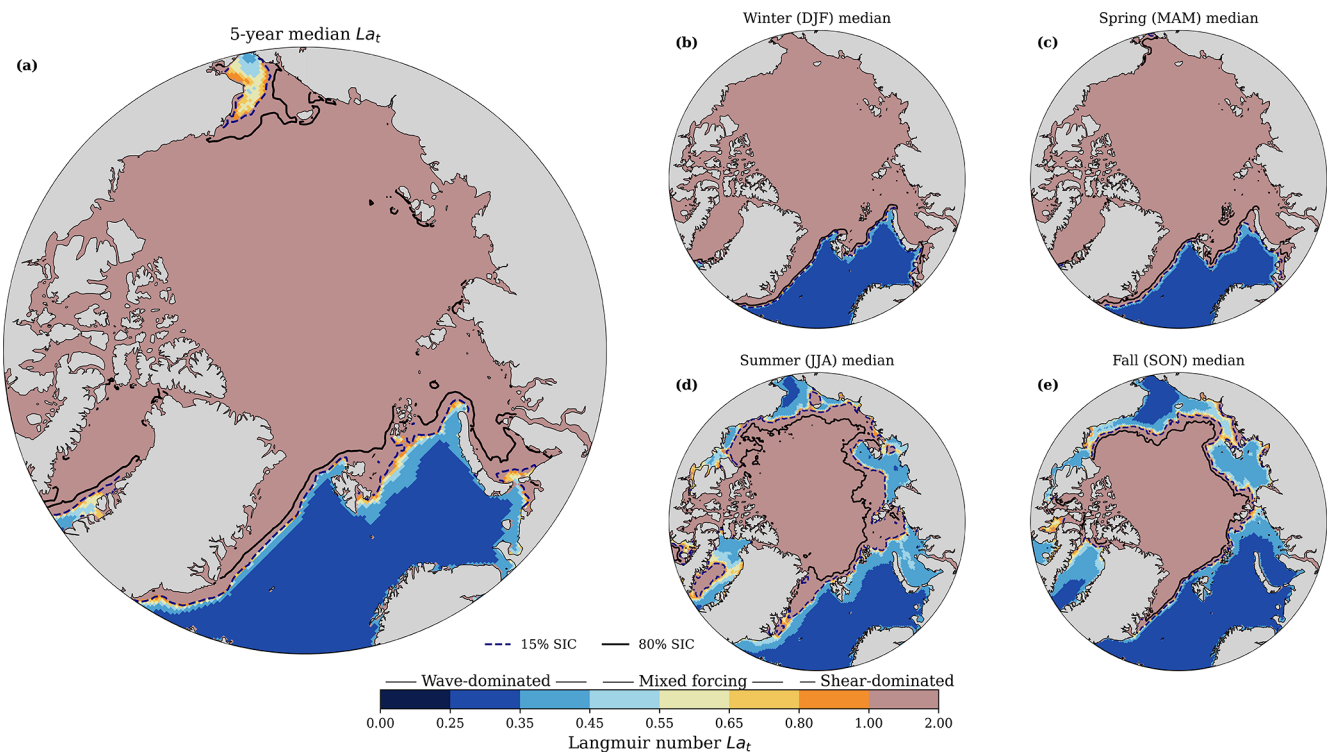 5-year median La_t
(a)
Winter (DJF) median
(b)
Spring (MAM) median
(c)
Summer (JJA) median
(d)
Fall (SON) median
(e)
15% SIC 80% SIC
Wave-dominated Mixed forcing Shear-dominated
0.00 0.25 0.35 0.45 0.55 0.65 0.80 1.00 2.00
Langmuir number La_t